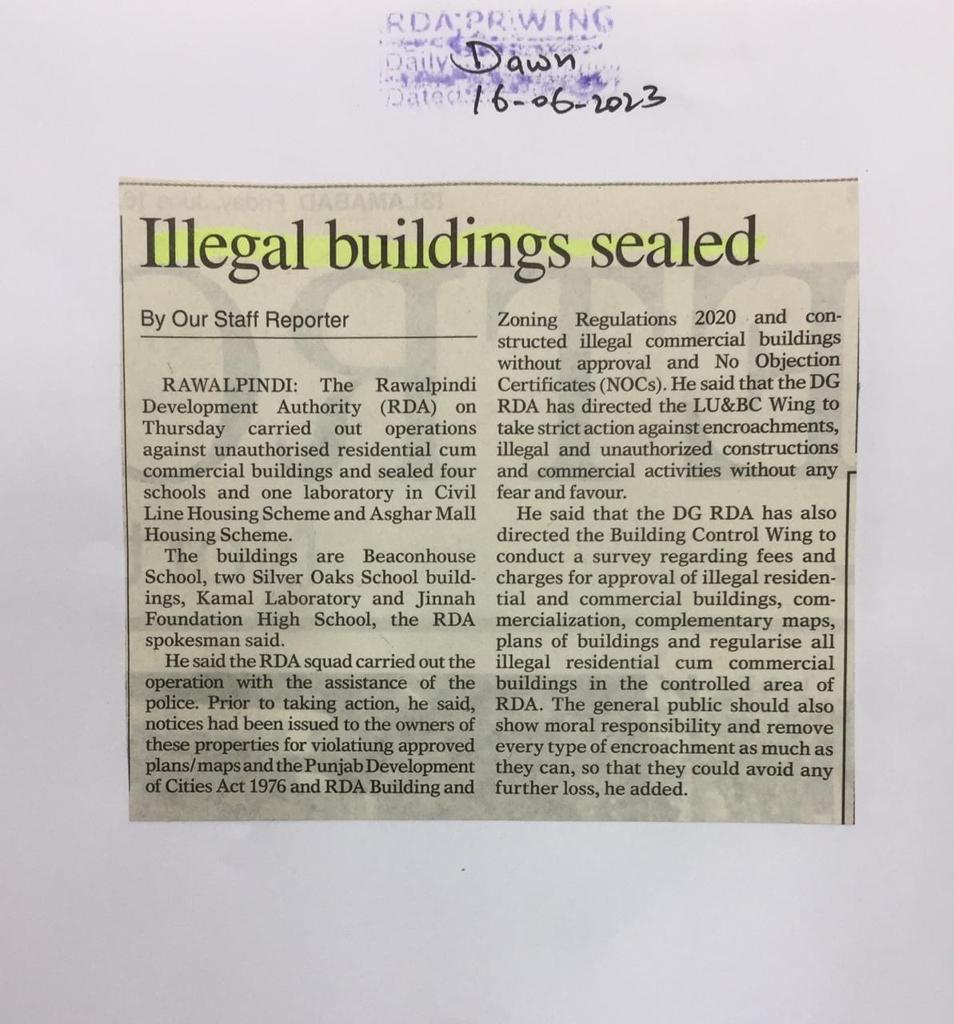 RDA PR WING
Daily Dawn
Dated 16-06-2023
ISLAMABAD Friday, June 16
Illegal buildings sealed
By Our Staff Reporter
RAWALPINDI: The Rawalpindi
Development Authority (RDA) on
Thursday carried out operations
against unauthorised residential cum
commercial buildings and sealed four
schools and one laboratory in Civil
Line Housing Scheme and Asghar Mall
Housing Scheme.
The buildings are Beaconhouse
School, two Silver Oaks School build-
ings, Kamal Laboratory and Jinnah
Foundation High School, the RDA
spokesman said.
He said the RDA squad carried out the
operation with the assistance of the
police. Prior to taking action, he said,
notices had been issued to the owners of
these properties for violatiung approved
plans/maps and the Punjab Development
of Cities Act 1976 and RDA Building and
Zoning Regulations 2020 and con-
structed illegal commercial buildings
without approval and No Objection
Certificates (NOCs). He said that the DG
RDA has directed the LU&BC Wing to
take strict action against encroachments,
illegal and unauthorized constructions
and commercial activities without any
fear and favour.
He said that the DG RDA has also
directed the Building Control Wing to
conduct a survey regarding fees and
charges for approval of illegal residen-
tial and commercial buildings, com-
mercialization, complementary maps,
plans of buildings and regularise all
illegal residential cum commercial
buildings in the controlled area of
RDA. The general public should also
show moral responsibility and remove
every type of encroachment as much as
they can, so that they could avoid any
further loss, he added.